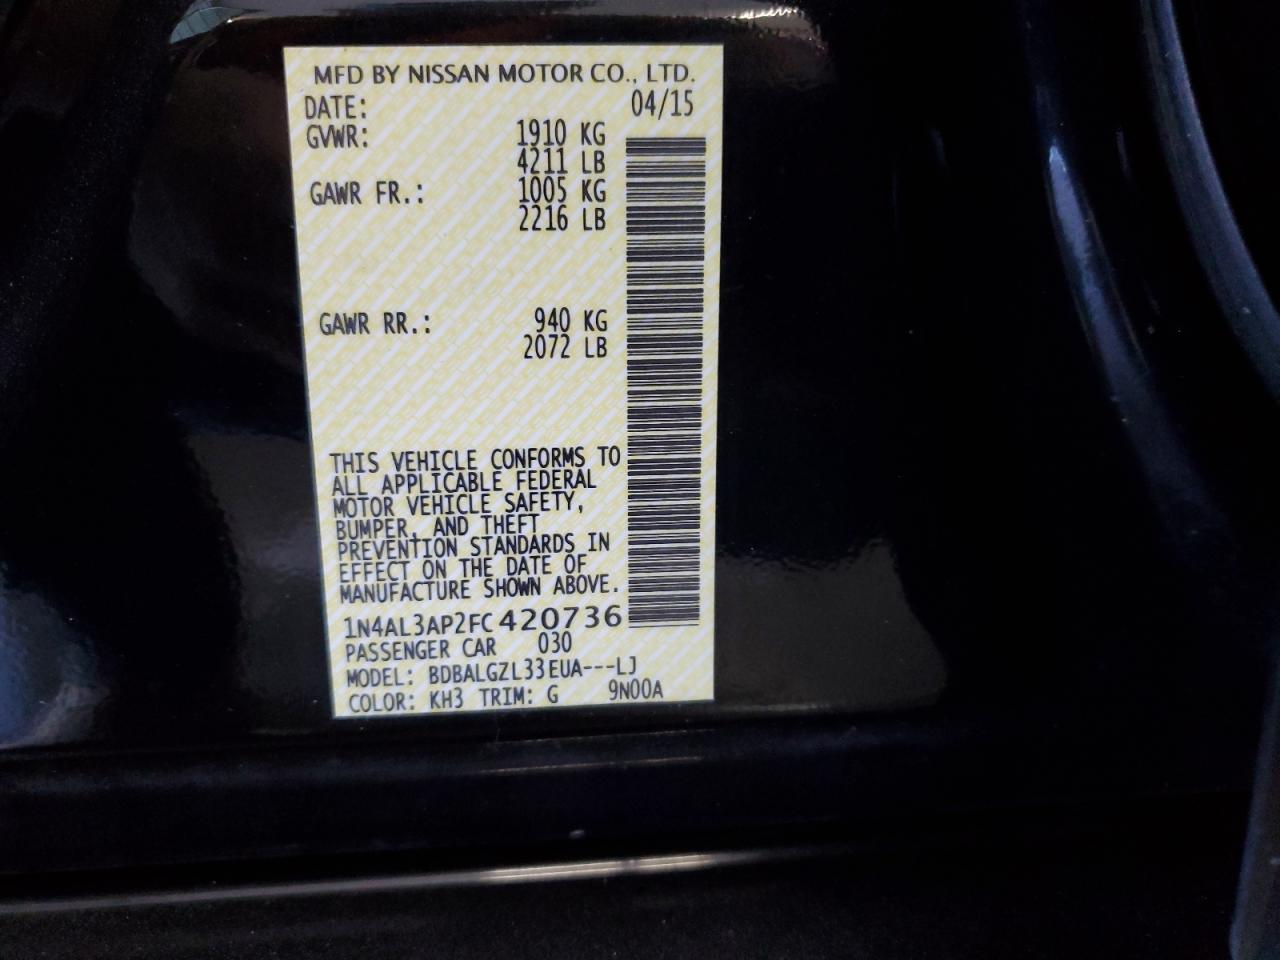 MFD BY NISSAN MOTOR CO., LTD.
DATE: 04/15
GVWR: 1910 KG
4211 LB
GAWR FR.: 1005 KG
2216 LB
GAWR RR.: 940 KG
2072 LB
THIS VEHICLE CONFORMS TO
ALL APPLICABLE FEDERAL
MOTOR VEHICLE SAFETY,
BUMPER, AND THEFT
PREVENTION STANDARDS IN
EFFECT ON THE DATE OF
MANUFACTURE SHOWN ABOVE.
1N4AL3AP2FC420736
PASSENGER CAR 030
MODEL: BDBALGZL33EUA---LJ
COLOR: KH3 TRIM: G 9N00A